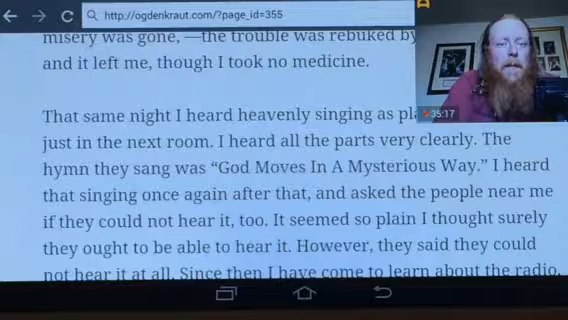 http://ogdenkraut.com/?page_id=355
misery was gone, —the trouble was rebuked by
and it left me, though I took no medicine.
That same night I heard heavenly singing as
35:17
just in the next room. I heard all the parts very clearly. The
hymn they sang was “God Moves In A Mysterious Way.” I heard
that singing once again after that, and asked the people near me
if they could not hear it, too. It seemed so plain I thought surely
they ought to be able to hear it. However, they said they could
not hear it at all. Since then I have come to learn about the radio,